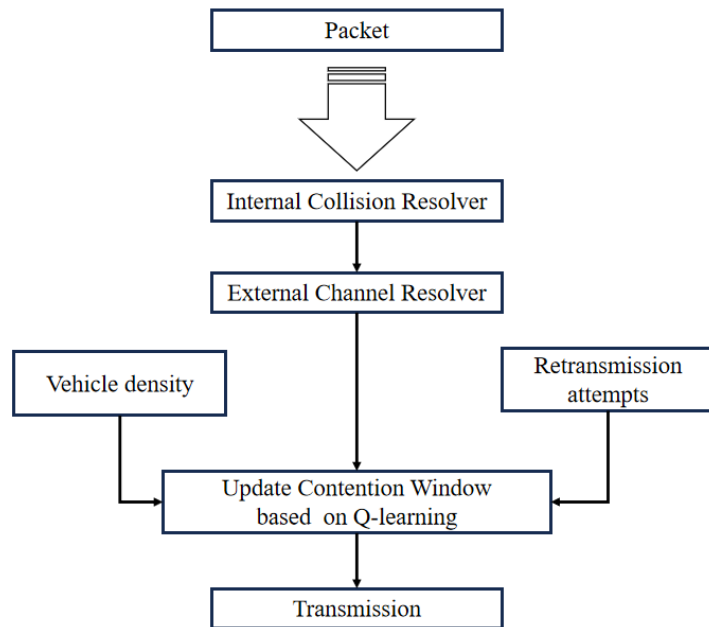 Packet
Internal Collision Resolver
External Channel Resolver
Vehicle density
Retransmission
attempts
Update Contention Window
based on Q-learning
Transmission